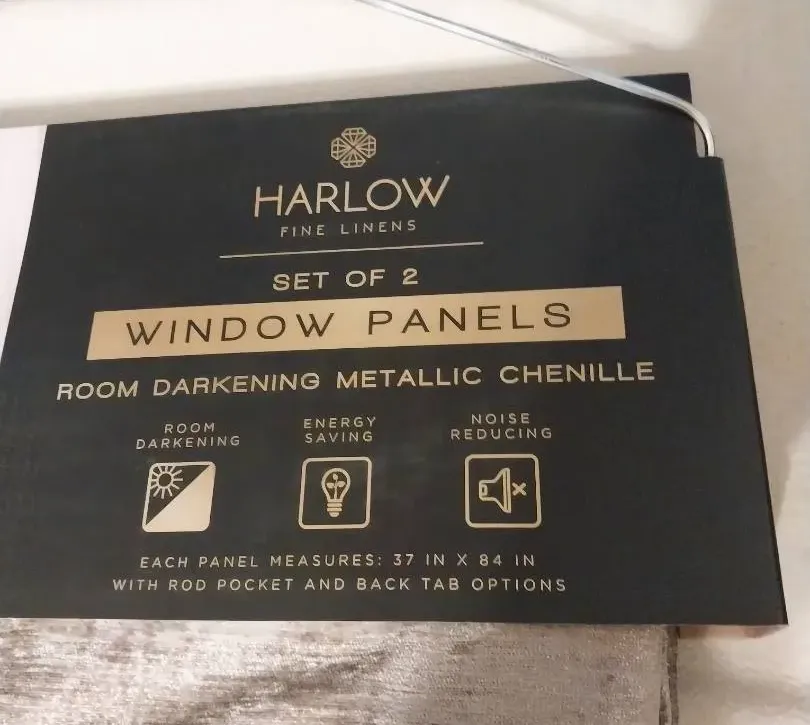 HARLOW
FINE LINENS
SET OF 2
WINDOW PANELS
ROOM DARKENING METALLIC CHENILLE
ROOM
DARKENING
ENERGY
SAVING
NOISE
REDUCING
EACH PANEL MEASURES: 37 IN X 84 IN
WITH ROD POCKET AND BACK TAB OPTIONS